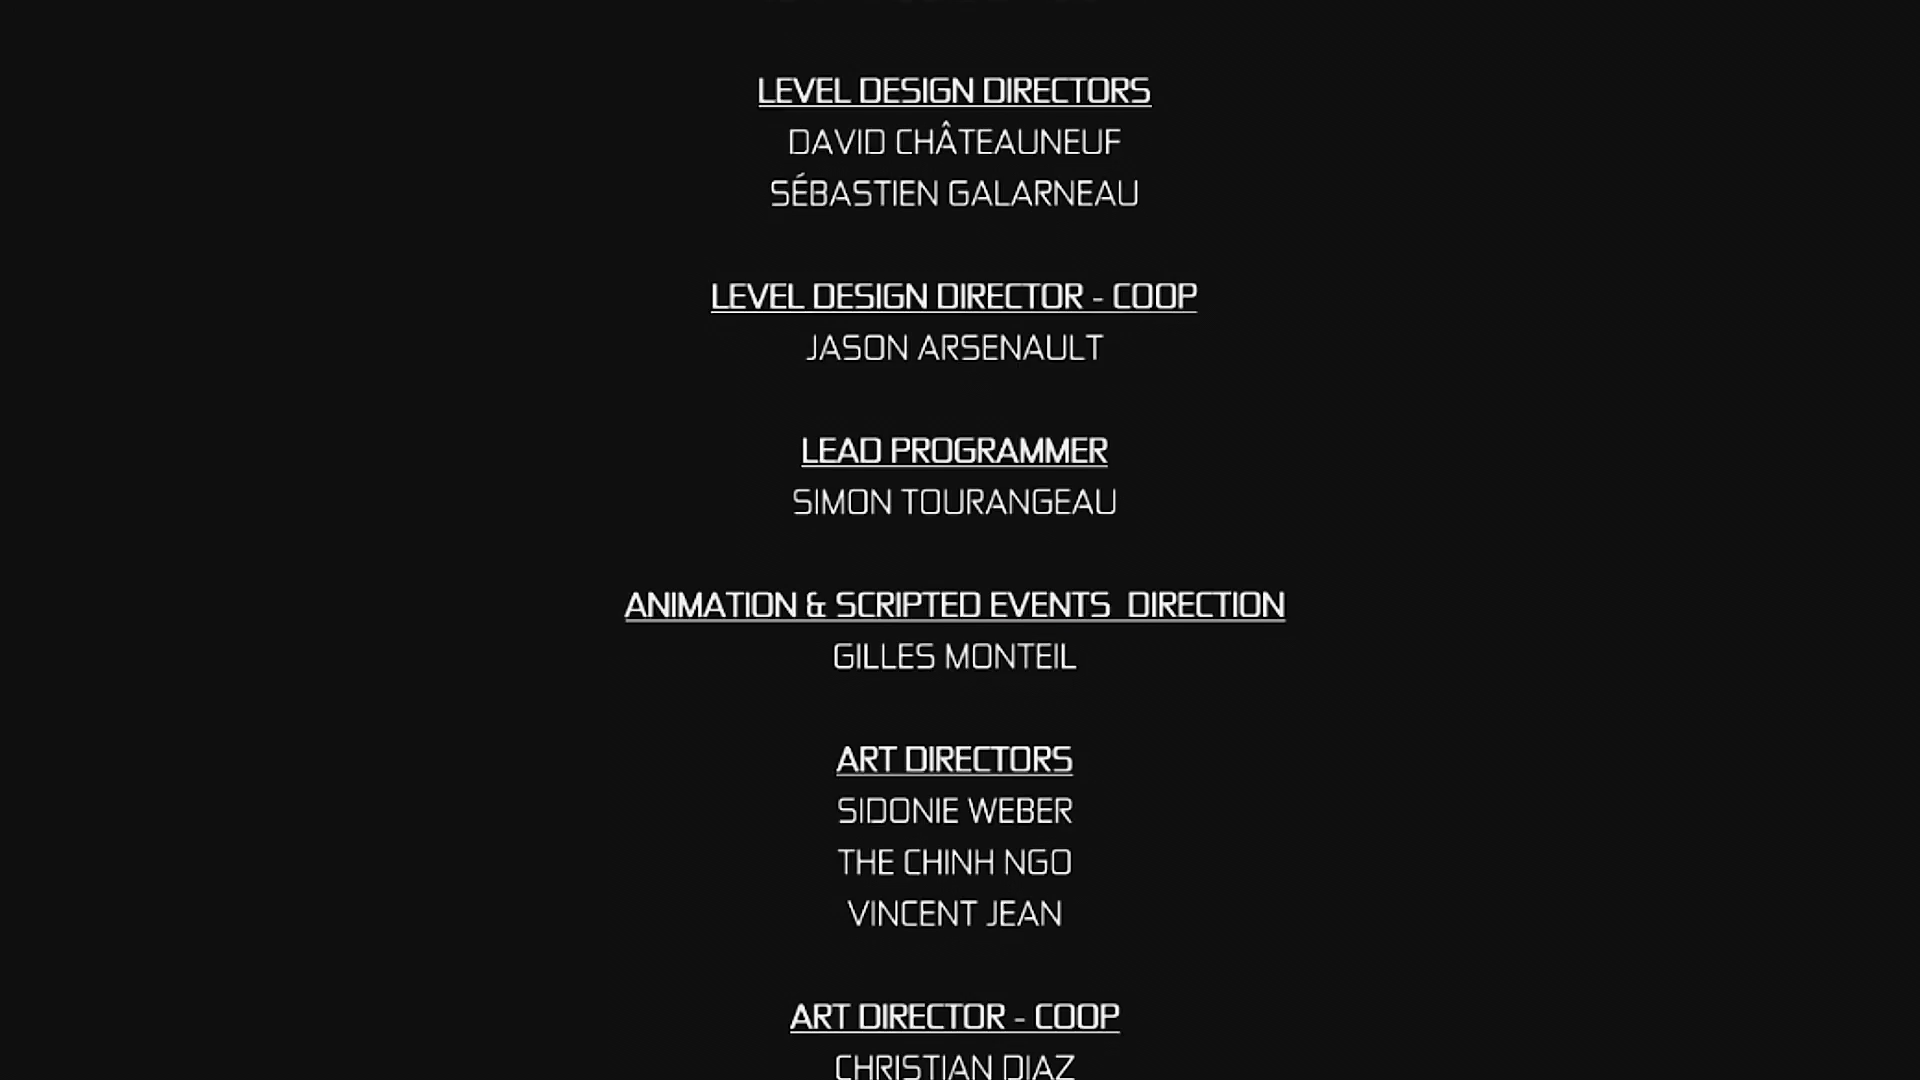 LEVEL DESIGN DIRECTORS
DAVID CHÂTEAUNEUF
SÉBASTIEN GALARNEAU
LEVEL DESIGN DIRECTOR - COOP
JASON ARSENAULT
LEAD PROGRAMMER
SIMON TOURANGEAU
ANIMATION & SCRIPTED EVENTS  DIRECTION
GILLES MONTEIL
ART DIRECTORS
SIDONIE WEBER
THE CHINH NGO
VINCENT JEAN
ART DIRECTOR - COOP
CHRISTIAN DIAZ